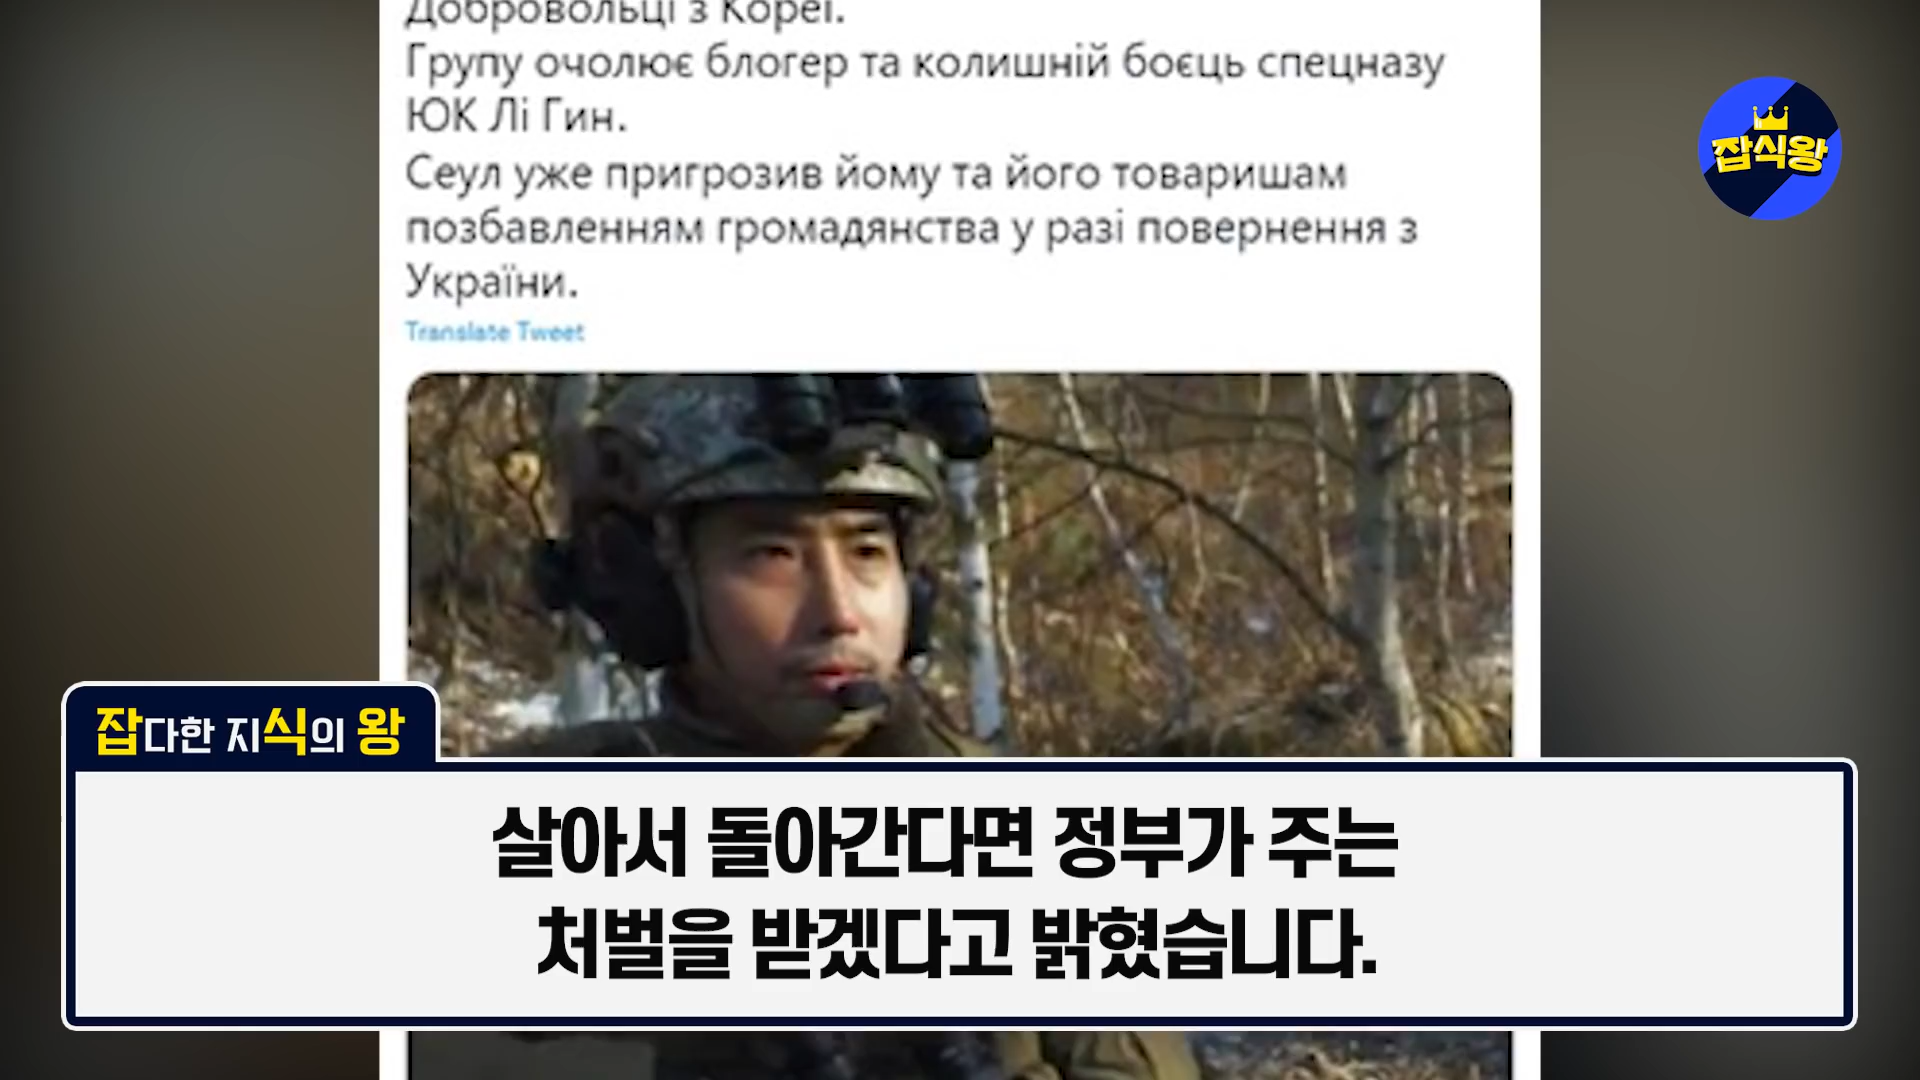 Добровольці з Кореї.
Групу очолює блогер та колишній боєць спецназу
ЮК Лі Гин.
Сеул уже пригрозив йому та його товаришам
позбавленням громадянства у разі повернення з
України.
Translate Tweet
잡식왕
잡다한 지식의 왕
살아서 돌아간다면 정부가 주는
처벌을 받겠다고 밝혔습니다.